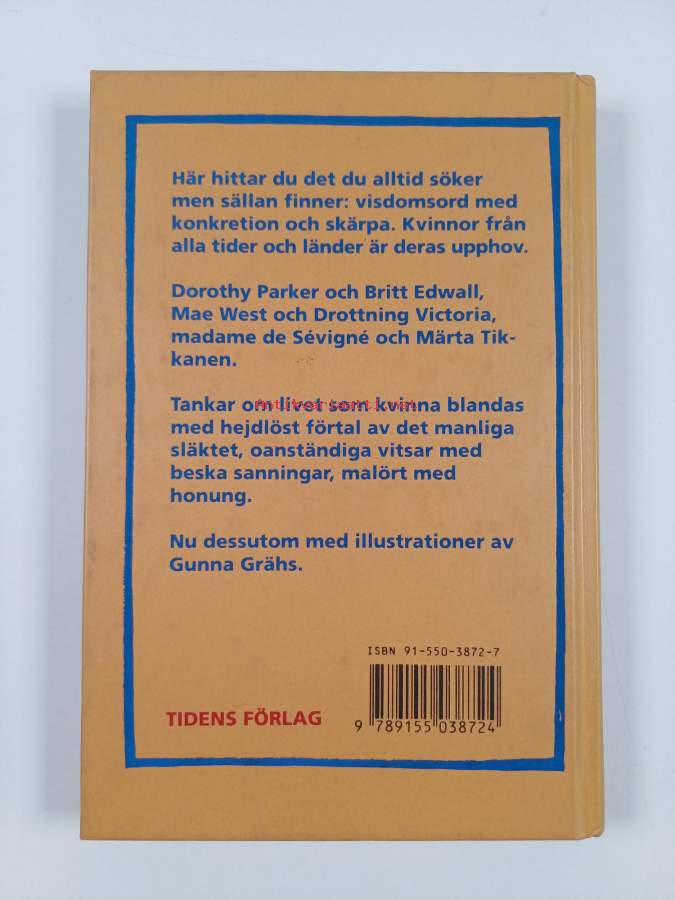 Här hittar du det du alltid söker
men sällan finner: visdomsord med
konkretion och skärpa. Kvinnor från
alla tider och länder är deras upphov.
Dorothy Parker och Britt Edwall,
Mae West och Drottning Victoria,
madame de Sévigné och Märta Tik-
kanen.
Tankar om livet som kvinna blandas
med hejdlöst förtal av det manliga
släktet, oanständiga vitsar med
beska sanningar, malört med
honung.
Nu dessutom med illustrationer av
Gunna Grähs.
ISBN 91-550-3872-7
TIDENS FÖRLAG
9 789155 038724